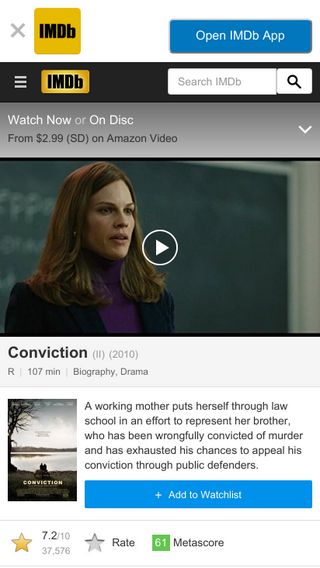 IMDb
Open IMDb App
IMDb
Search IMDb
Watch Now or On Disc
From $2.99 (SD) on Amazon Video
Conviction (II) (2010)
R | 107 min | Biography, Drama
A working mother puts herself through law
school in an effort to represent her brother,
who has been wrongfully convicted of murder
and has exhausted his chances to appeal his
conviction through public defenders.
CONVICTION
+ Add to Watchlist
7.2/10
37,576
Rate
61 Metascore